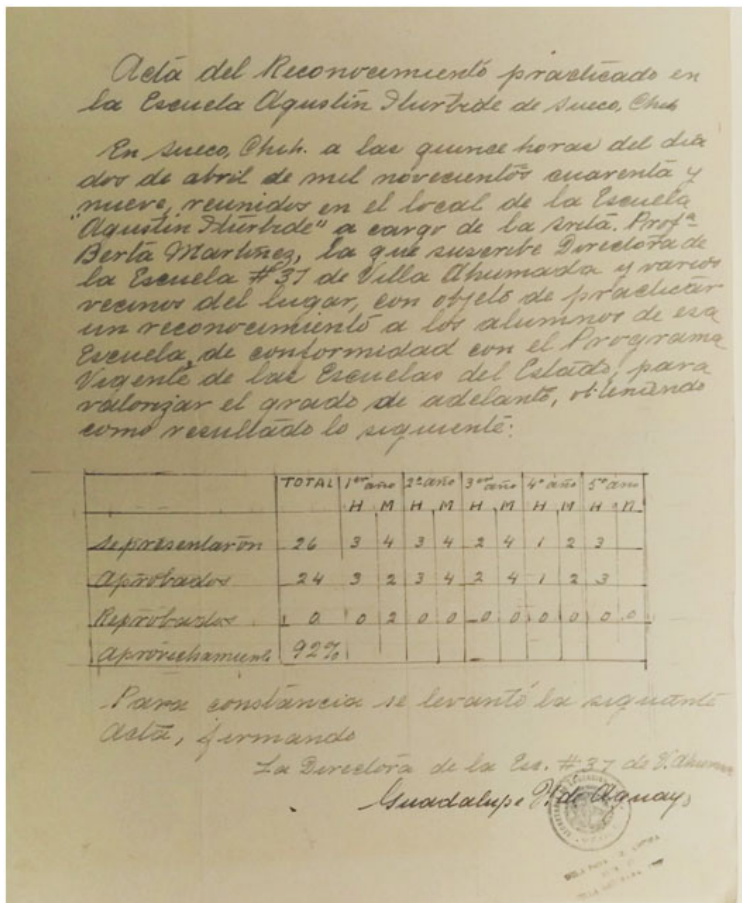 Acta del Reconocimiento practicado en
la Escuela Agustín Iturbide de Sueco, Chih
En Sueco, Chih. a las quince horas del día
dos de abril de mil novecientos cuarenta y
nueve, reunidos en el local de la Escuela
"Agustín Iturbide" a cargo de la Srita. Profª
Berta Martínez, la que suscribe Directora de
la Escuela #37 de Villa Ahumada y varios
vecinos del lugar, con objeto de practicar
un reconocimiento a los alumnos de esa
Escuela, de conformidad con el Programa
Vigente de las Escuelas del Estado, para
valorizar el grado de adelanto, obteniendo
como resultado lo siguiente:
TOTAL 1er año 2º año 3er año 4º año 5º año
H M H M H M H M H M
Se presentaron 26 3 4 3 4 2 4 1 2 3
Aprobados 24 3 2 3 4 2 4 1 2 3
Reprobados 0 0 2 0 0 0 0 0 0 0 0
Aprovechamiento 92%
Para constancia se levantó la siguiente
acta, firmando
La Directora de la Esc. #37 de V. Ahumada
Guadalupe de Aguayo